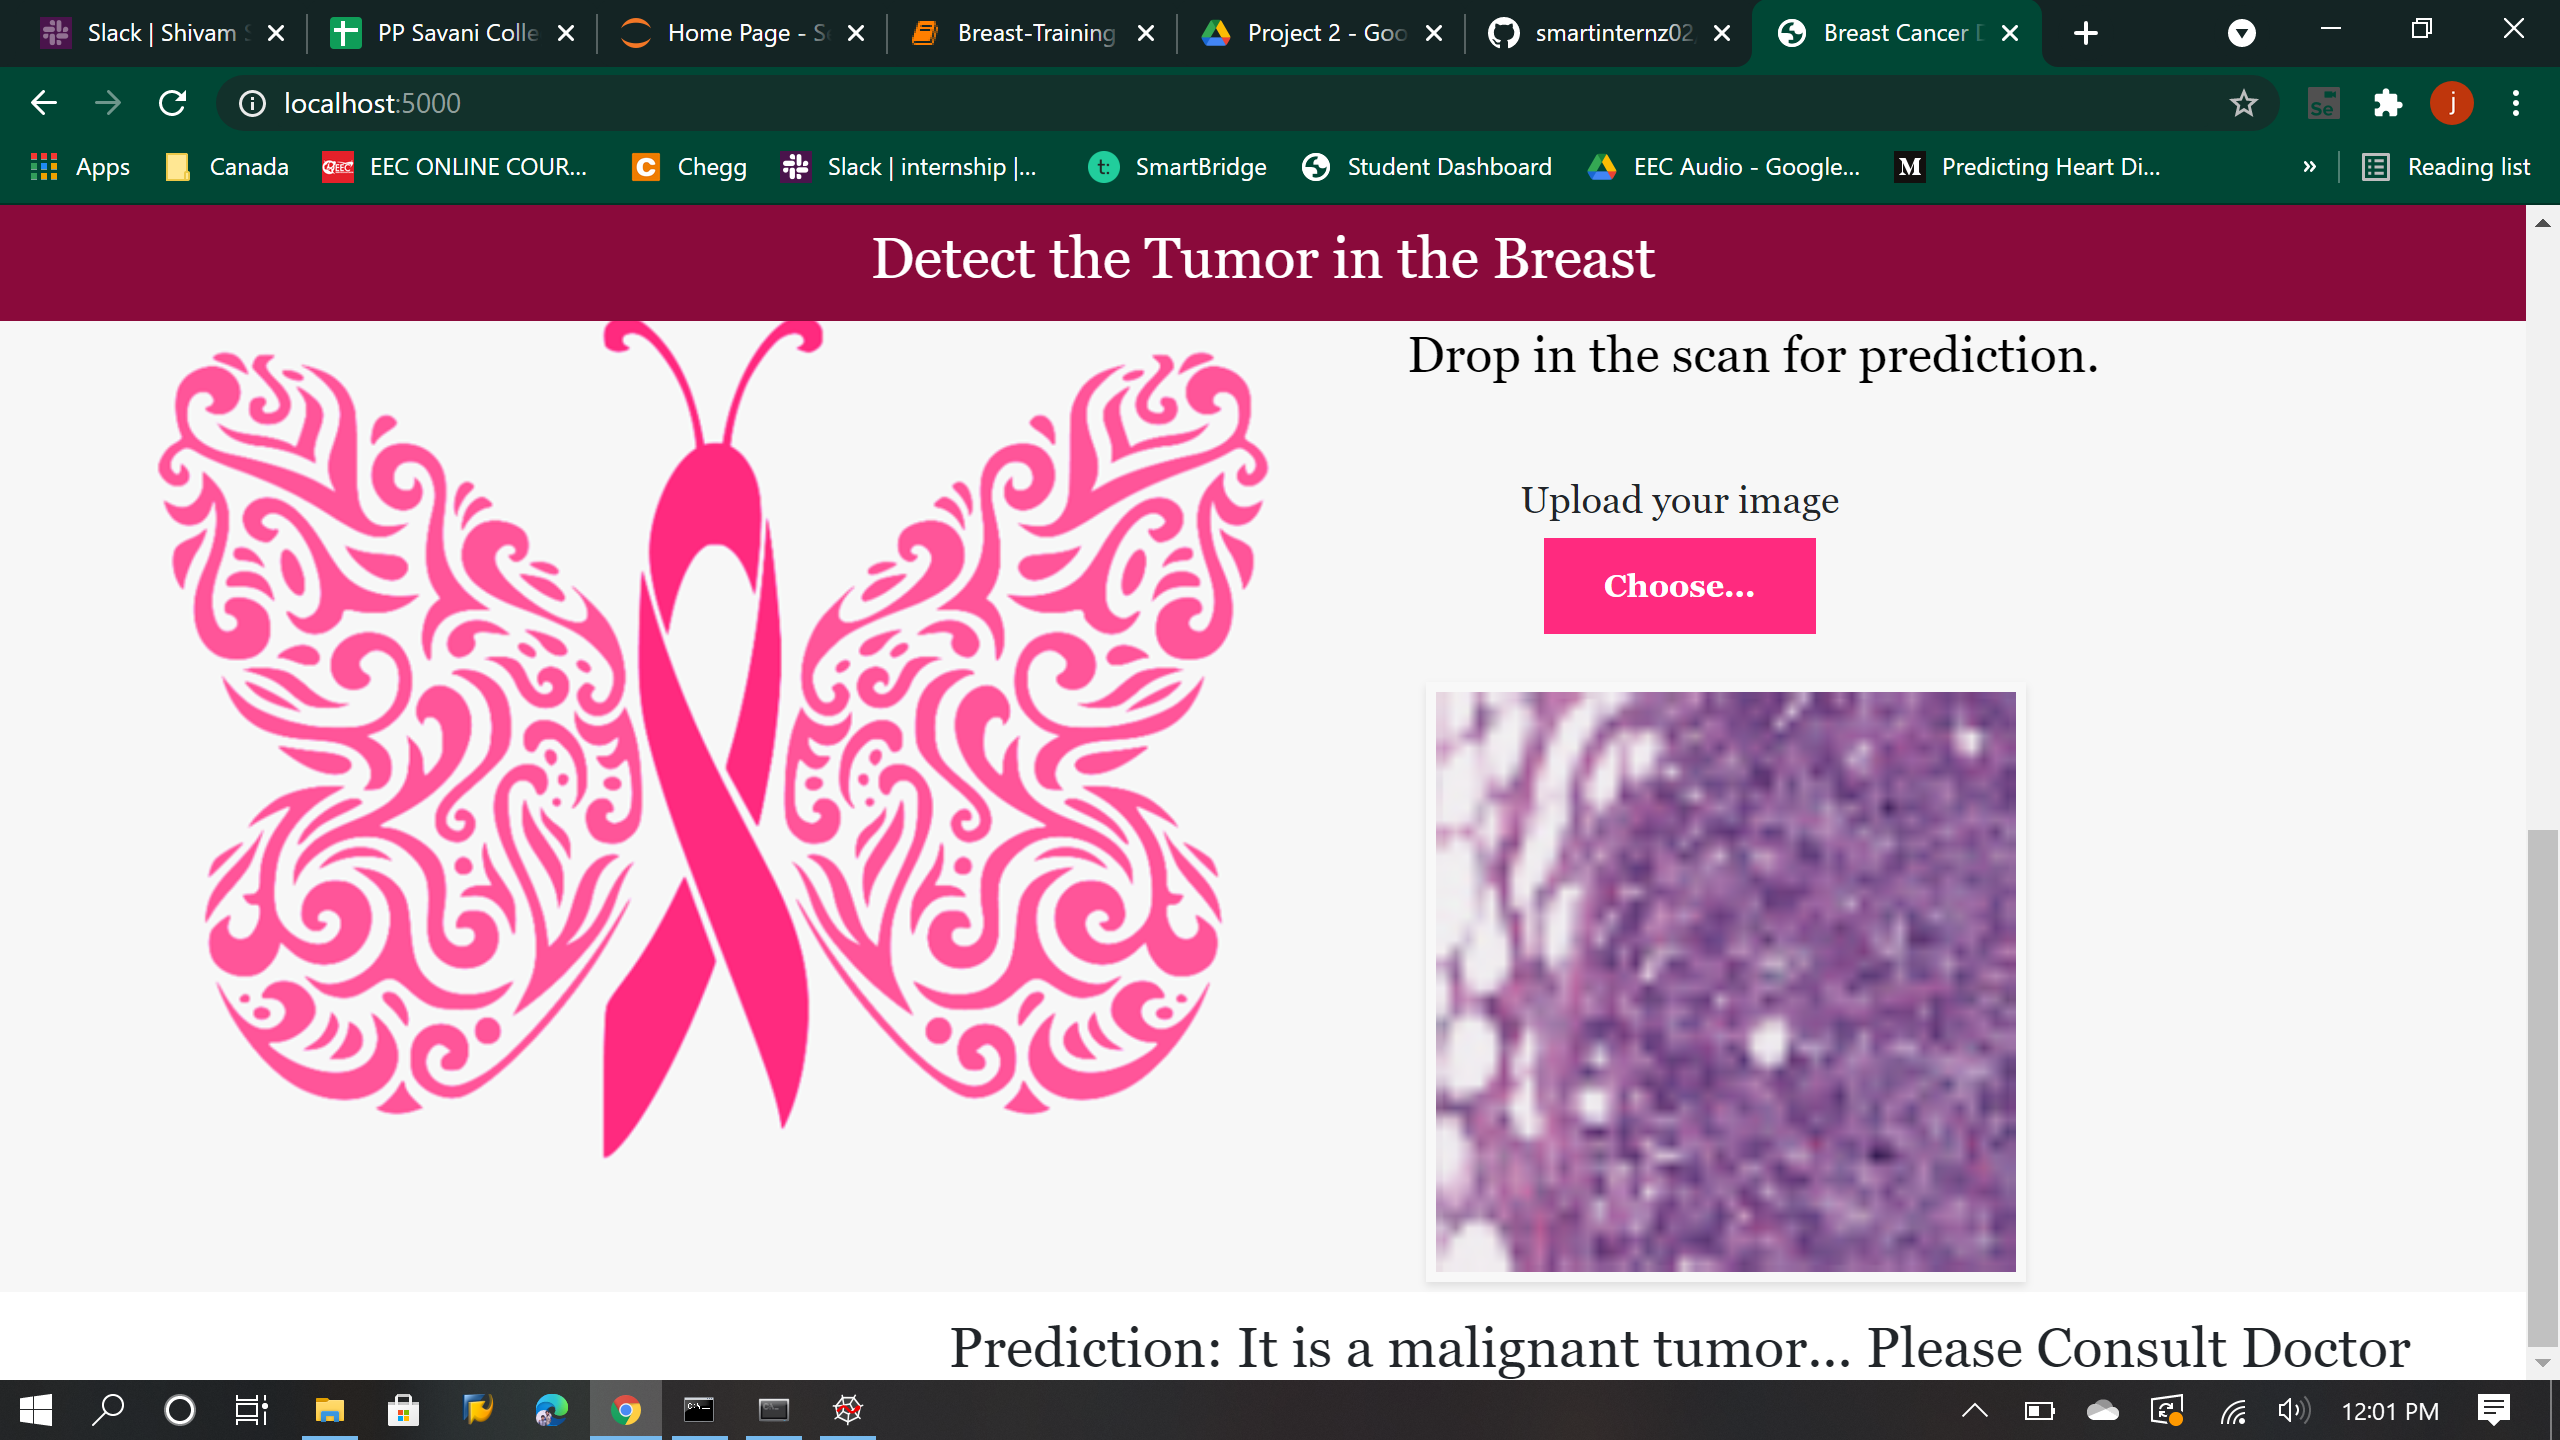 Slack | Shivam S
PP Savani Colle
Home Page - Se
Breast-Training
Project 2 - Goo
smartinternz02
Breast Cancer D
localhost:5000
Se
j
Apps
Canada
EEC ONLINE COUR...
C
Chegg
Slack | internship |...
t:
SmartBridge
Student Dashboard
EEC Audio - Google...
M
Predicting Heart Di...
»
Reading list
Detect the Tumor in the Breast
Drop in the scan for prediction.
Upload your image
Choose...
Prediction: It is a malignant tumor... Please Consult Doctor
12:01 PM